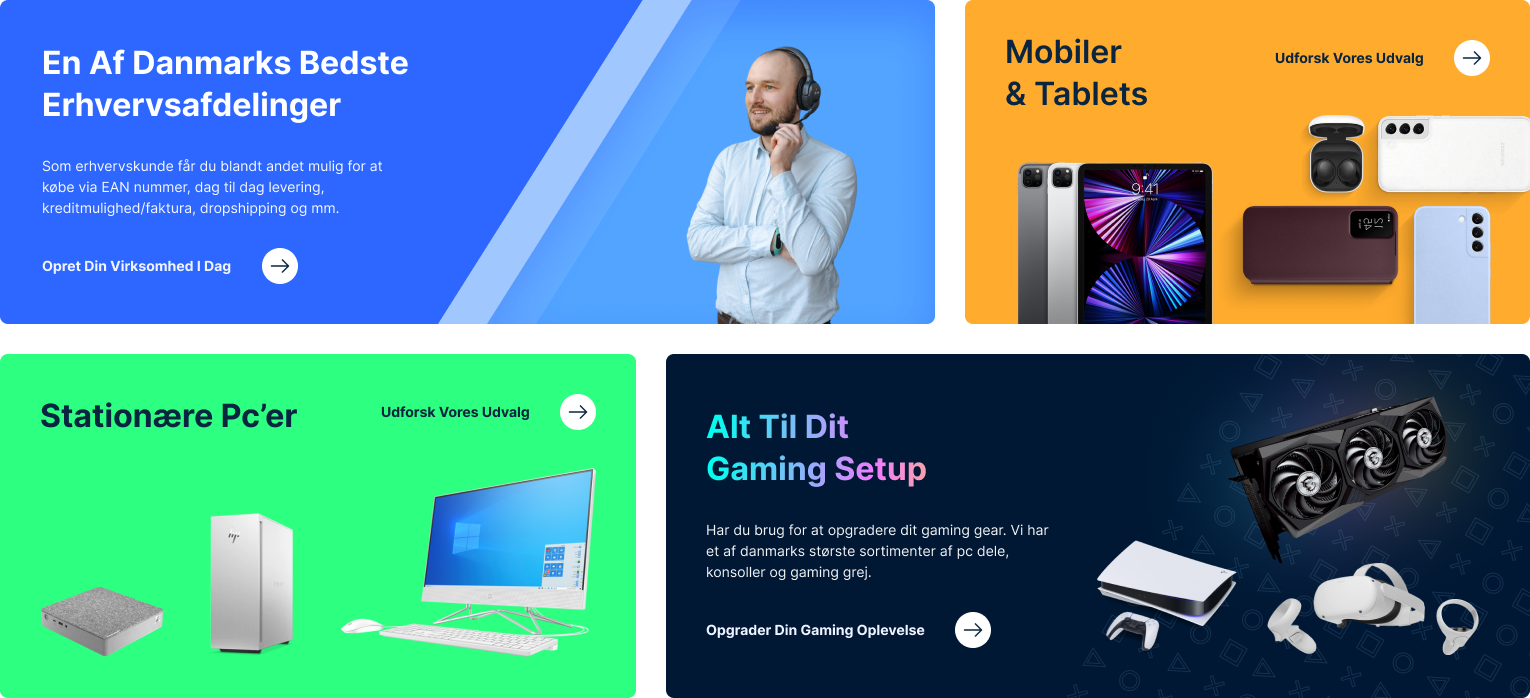 En Af Danmarks Bedste
Erhvervsafdelinger
Som erhvervskunde får du blandt andet mulig for at
købe via EAN nummer, dag til dag levering,
kreditmulighed/faktura, dropshipping og mm.
Opret Din Virksomhed I Dag
Mobiler
& Tablets
Udforsk Vores Udvalg
9:41
Stationære Pc’er
Udforsk Vores Udvalg
hp
Alt Til Dit
Gaming Setup
Har du brug for at opgradere dit gaming gear. Vi har
et af danmarks største sortimenter af pc dele,
konsoller og gaming grej.
Opgrader Din Gaming Oplevelse